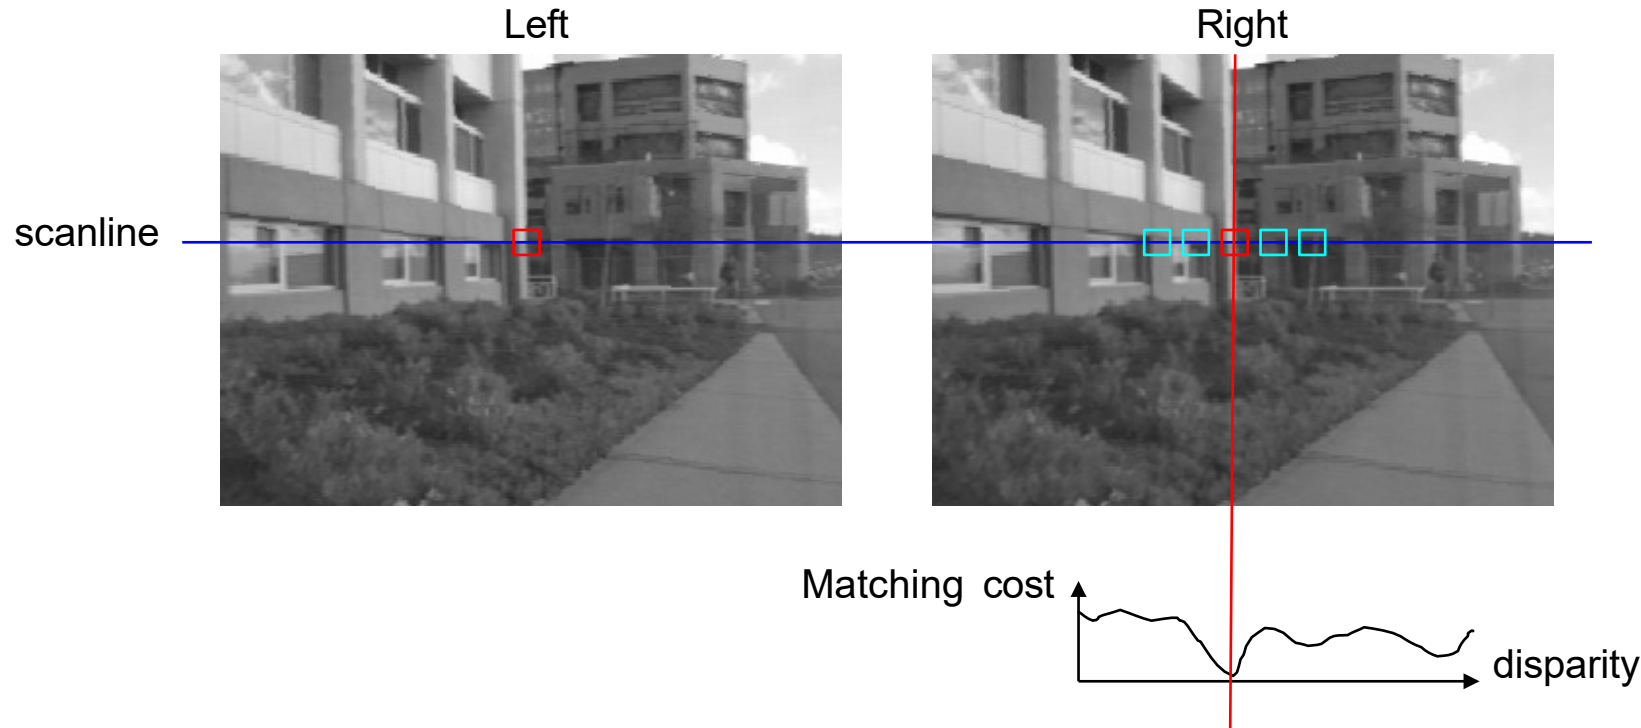 Left
Right
scanline
Matching cost
disparity